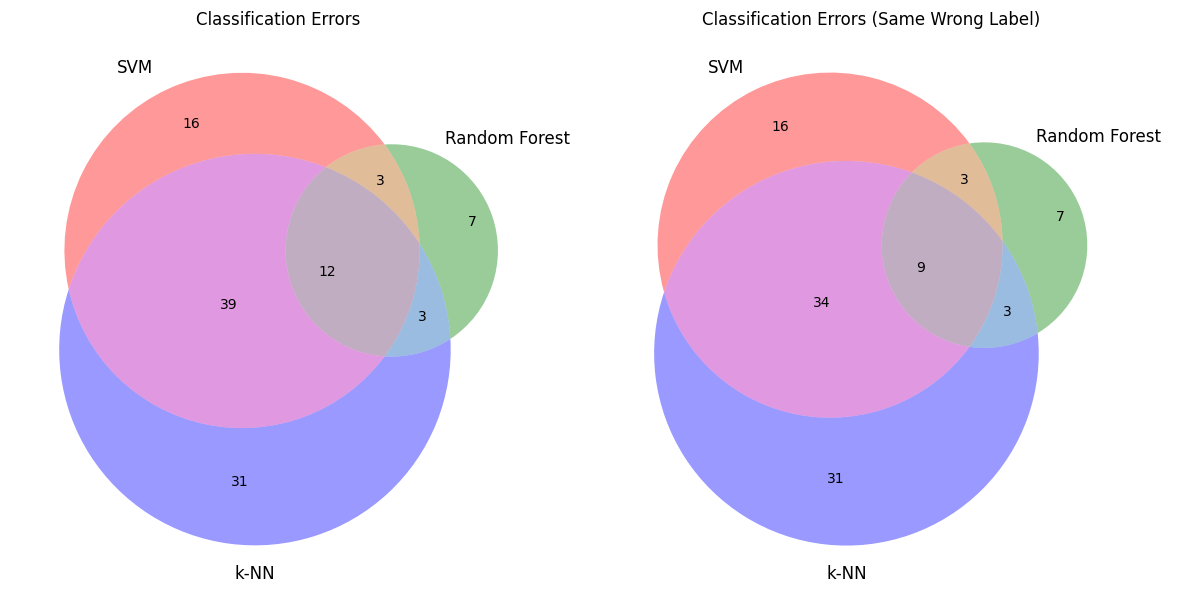 Classification Errors
SVM
16
Random Forest
3
7
12
39
3
31
k-NN
Classification Errors (Same Wrong Label)
SVM
16
Random Forest
3
7
9
34
3
31
k-NN